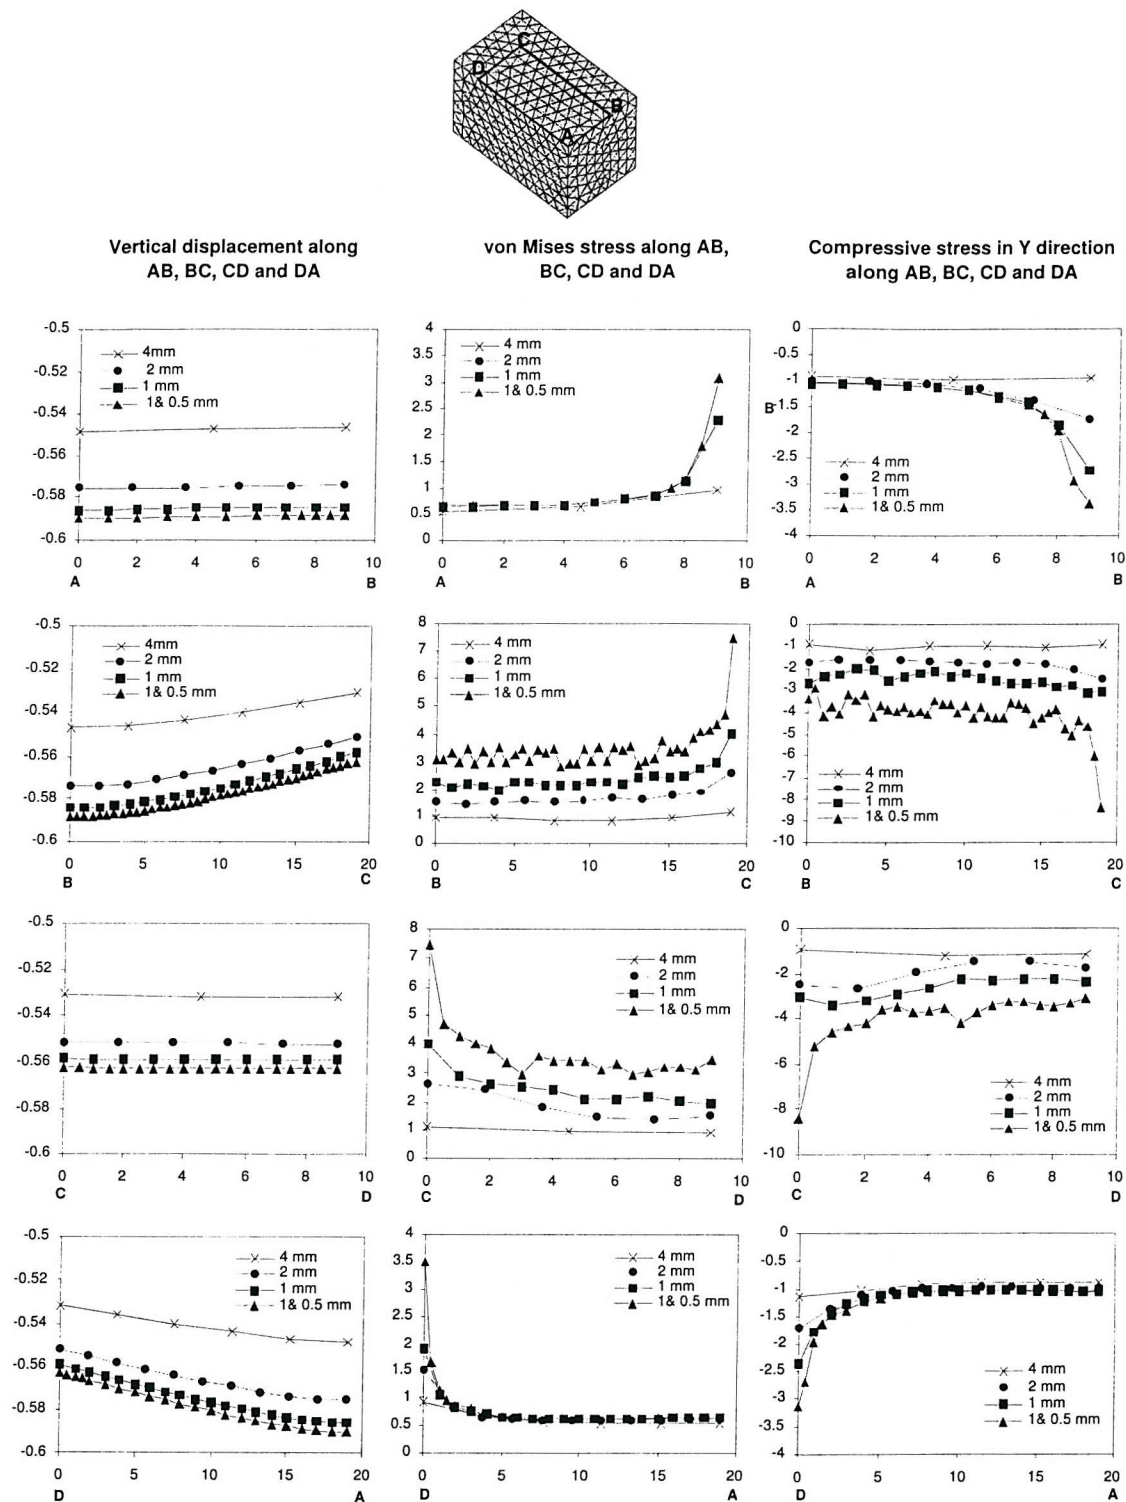 C
D
B
A
Vertical displacement along
AB, BC, CD and DA
von Mises stress along AB,
BC, CD and DA
Compressive stress in Y direction
along AB, BC, CD and DA
-0.5
-0.52
-0.54
-0.56
-0.58
-0.6
4mm
2 mm
1 mm
1& 0.5 mm
0 2 4 6 8 10
A B
4
3.5
3
2.5
2
1.5
1
0.5
0
4 mm
2 mm
1 mm
1& 0.5 mm
0 2 4 6 8 10
A B
0
-0.5
-1
B
-1.5
-2
-2.5
-3
-3.5
-4
4 mm
2 mm
1 mm
1& 0.5 mm
0 2 4 6 8 10
A B
-0.5
-0.52
-0.54
-0.56
-0.58
-0.6
4mm
2 mm
1 mm
1& 0.5 mm
0 5 10 15 20
B C
8
7
6
5
4
3
2
1
0
4 mm
2 mm
1 mm
1& 0.5 mm
0 5 10 15 20
B C
0
-1
-2
-3
-4
-5
-6
-7
-8
-9
-10
4 mm
2 mm
1 mm
1& 0.5 mm
0 5 10 15 20
B C
-0.5
-0.52
-0.54
-0.56
-0.58
-0.6
0 2 4 6 8 10
C D
8
7
6
5
4
3
2
1
0
4 mm
2 mm
1 mm
1& 0.5 mm
0 2 4 6 8 10
C D
0
-2
-4
-6
-8
-10
4 mm
2 mm
1 mm
1& 0.5 mm
0 2 4 6 8 10
C D
-0.5
-0.52
-0.54
-0.56
-0.58
-0.6
4 mm
2 mm
1 mm
1& 0.5 mm
0 5 10 15 20
D A
4
3.5
3
2.5
2
1.5
1
0.5
0
4 mm
2 mm
1 mm
1& 0.5 mm
0 5 10 15 20
D A
0
-0.5
-1
-1.5
-2
-2.5
-3
-3.5
-4
4 mm
2 mm
1 mm
1& 0.5 mm
0 5 10 15 20
D A